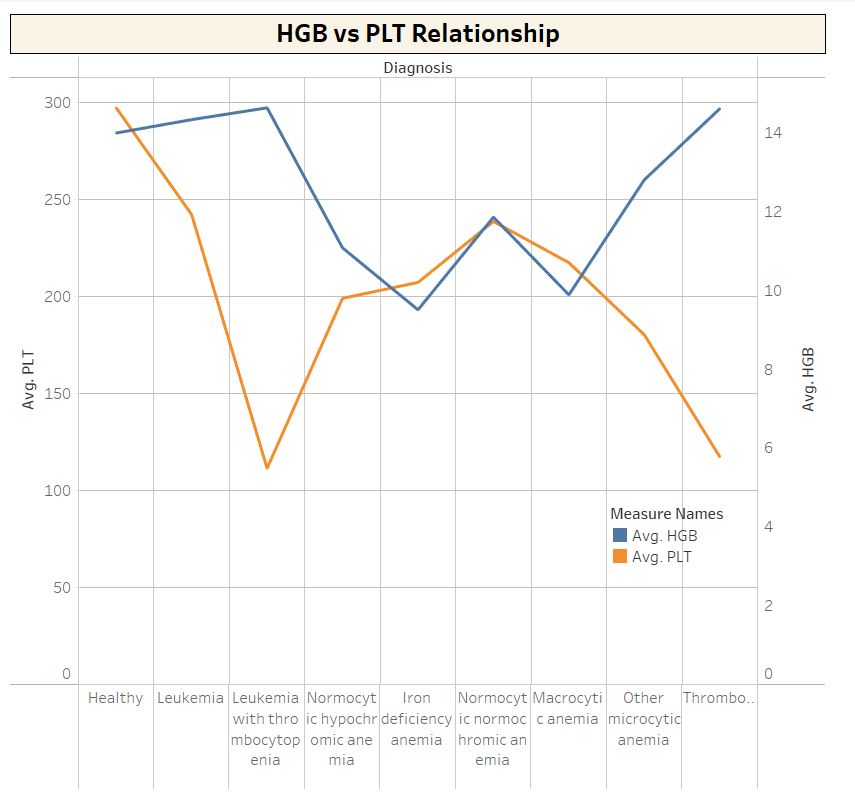 HGB vs PLT Relationship
Diagnosis
300
250
200
150
100
50
0
Avg. PLT
14
12
10
8
6
4
2
0
Avg. HGB
Measure Names
Avg. HGB
Avg. PLT
Healthy
Leukemia
Leukemia
with thro
mbocytop
enia
Normocyt
ic hypochr
omic ane
mia
Iron
deficiency
anemia
Normocyt
ic normoc
hromic an
emia
Macrocyti
c anemia
Other
microcytic
anemia
Thrombo..